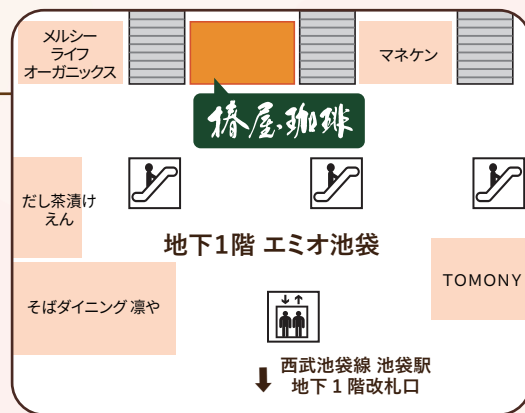 メルシー
ライフ
オーガニックス
マネケン
椿屋珈琲
だし茶漬け
えん
地下1階 エミオ池袋
TOMONY
そばダイニング 凛や
西武池袋線 池袋駅
地下1階改札口